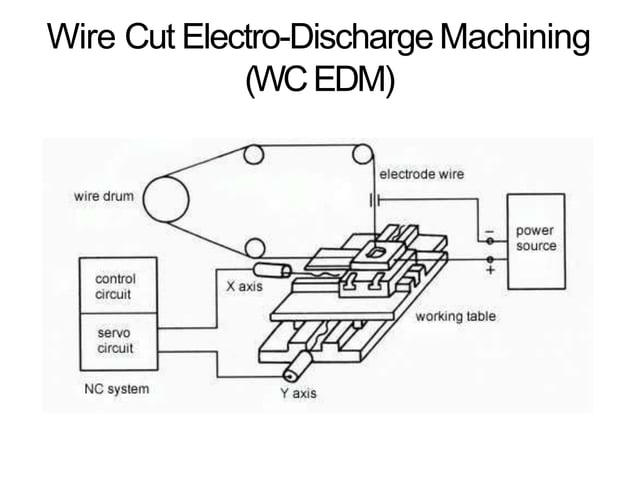 Wire Cut Electro-Discharge Machining
(WC EDM)
electrode wire
wire drum
power
source
−
+
control
circuit
X axis
working table
servo
circuit
NC system
Y axis